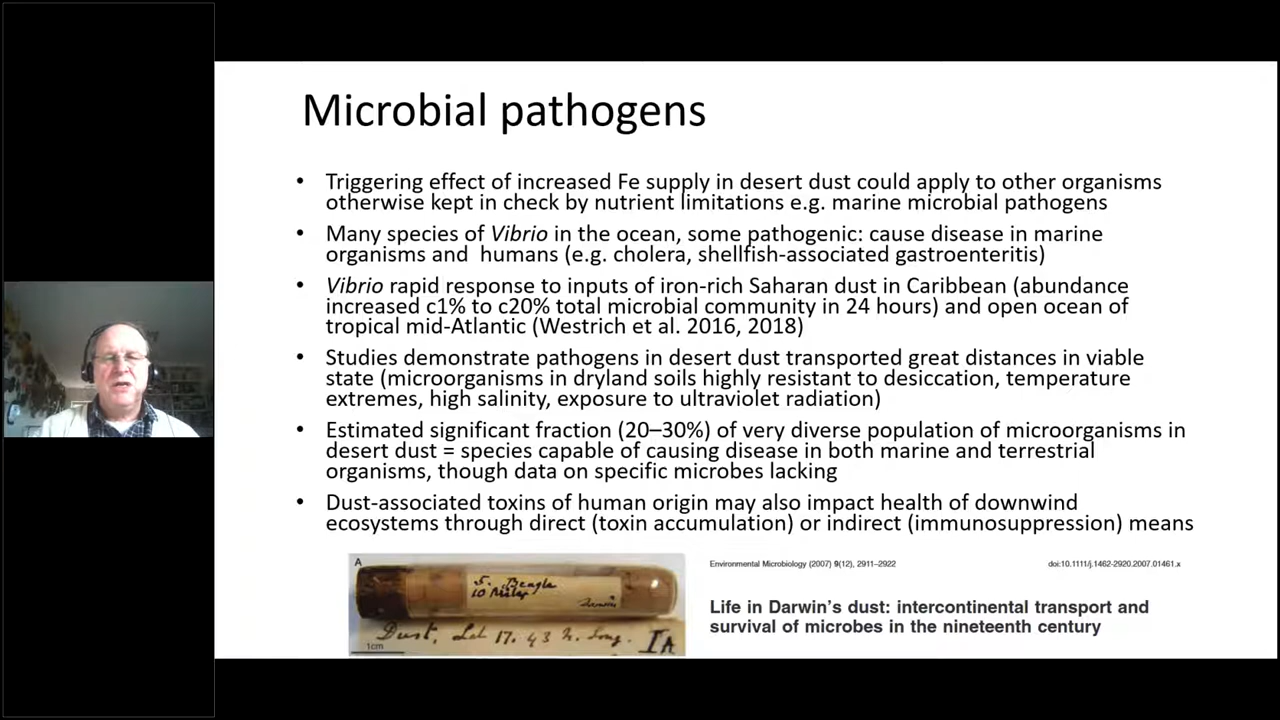 Microbial pathogens
• Triggering effect of increased Fe supply in desert dust could apply to other organisms
otherwise kept in check by nutrient limitations e.g. marine microbial pathogens
• Many species of Vibrio in the ocean, some pathogenic: cause disease in marine
organisms and  humans (e.g. cholera, shellfish-associated gastroenteritis)
• Vibrio rapid response to inputs of iron-rich Saharan dust in Caribbean (abundance
increased c1% to c20% total microbial community in 24 hours) and open ocean of
tropical mid-Atlantic (Westrich et al. 2016, 2018)
• Studies demonstrate pathogens in desert dust transported great distances in viable
state (microorganisms in dryland soils highly resistant to desiccation, temperature
extremes, high salinity, exposure to ultraviolet radiation)
• Estimated significant fraction (20–30%) of very diverse population of microorganisms in
desert dust = species capable of causing disease in both marine and terrestrial
organisms, though data on specific microbes lacking
• Dust-associated toxins of human origin may also impact health of downwind
ecosystems through direct (toxin accumulation) or indirect (immunosuppression) means
A
Beagle
Darwin
Dust, 17. 43
IA
1cm
Environmental Microbiology (2007) 9(12), 2911–2922
doi:10.1111/j.1462-2920.2007.01461.x
Life in Darwin's dust: intercontinental transport and
survival of microbes in the nineteenth century